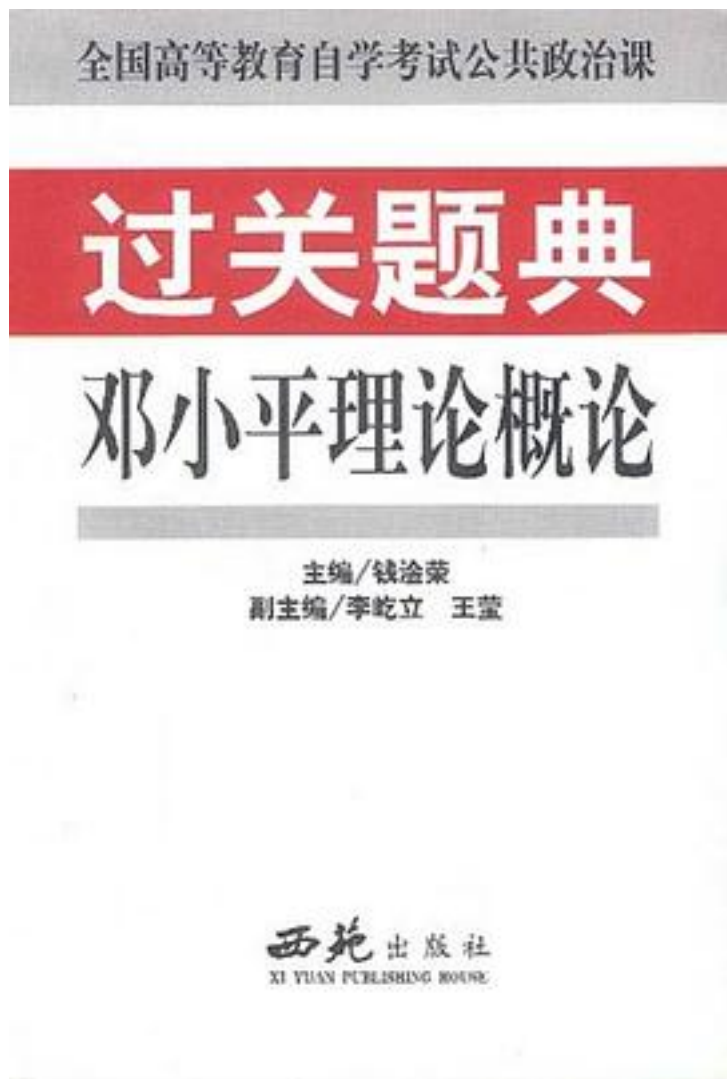 全国高等教育自学考试公共政治课
过关题典
邓小平理论概论
主编/钱淦荣
副主编/李屹立 王莹
西苑出版社
XI YUAN PUBLISHING HOUSE